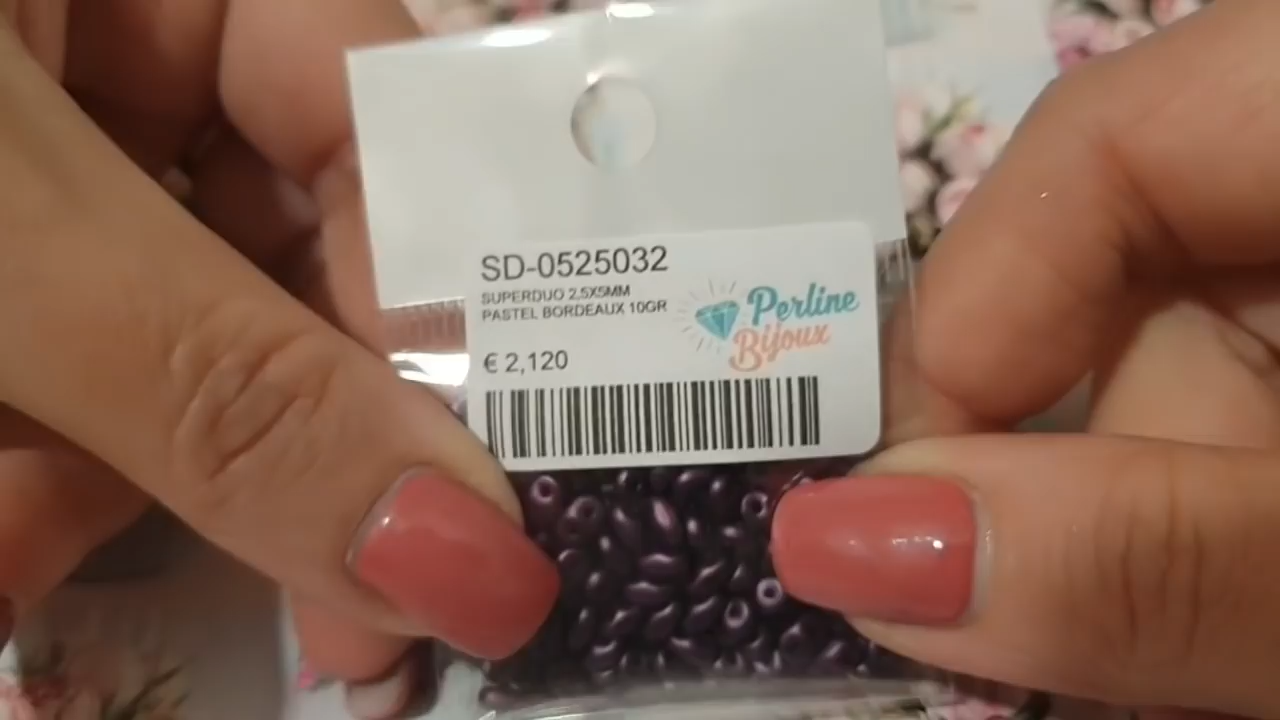 SD-0525032
SUPERDUO 2,5X5MM
PASTEL BORDEAUX 10GR
Perline
Bijoux
€ 2,120